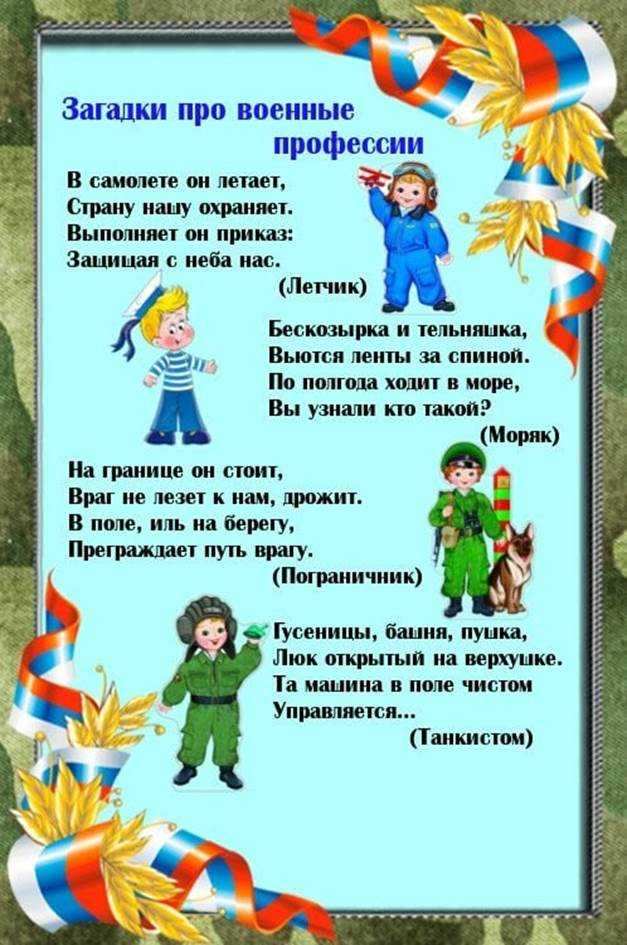 Загадки про военные
профессии
В самолете он летает,
Страну нашу охраняет.
Выполняет он приказ:
Защищая с неба нас.
(Летчик)
Бескозырка и тельняшка,
Вьются ленты за спиной.
По полгода ходит в море,
Вы узнали кто такой?
(Моряк)
На границе он стоит,
Враг не лезет к нам, дрожит.
В поле, иль на берегу,
Преграждает путь врагу.
(Пограничник)
Гусеницы, башня, пушка,
Люк открытый на верхушке.
Та машина в поле чистом
Управляется...
(Танкистом)